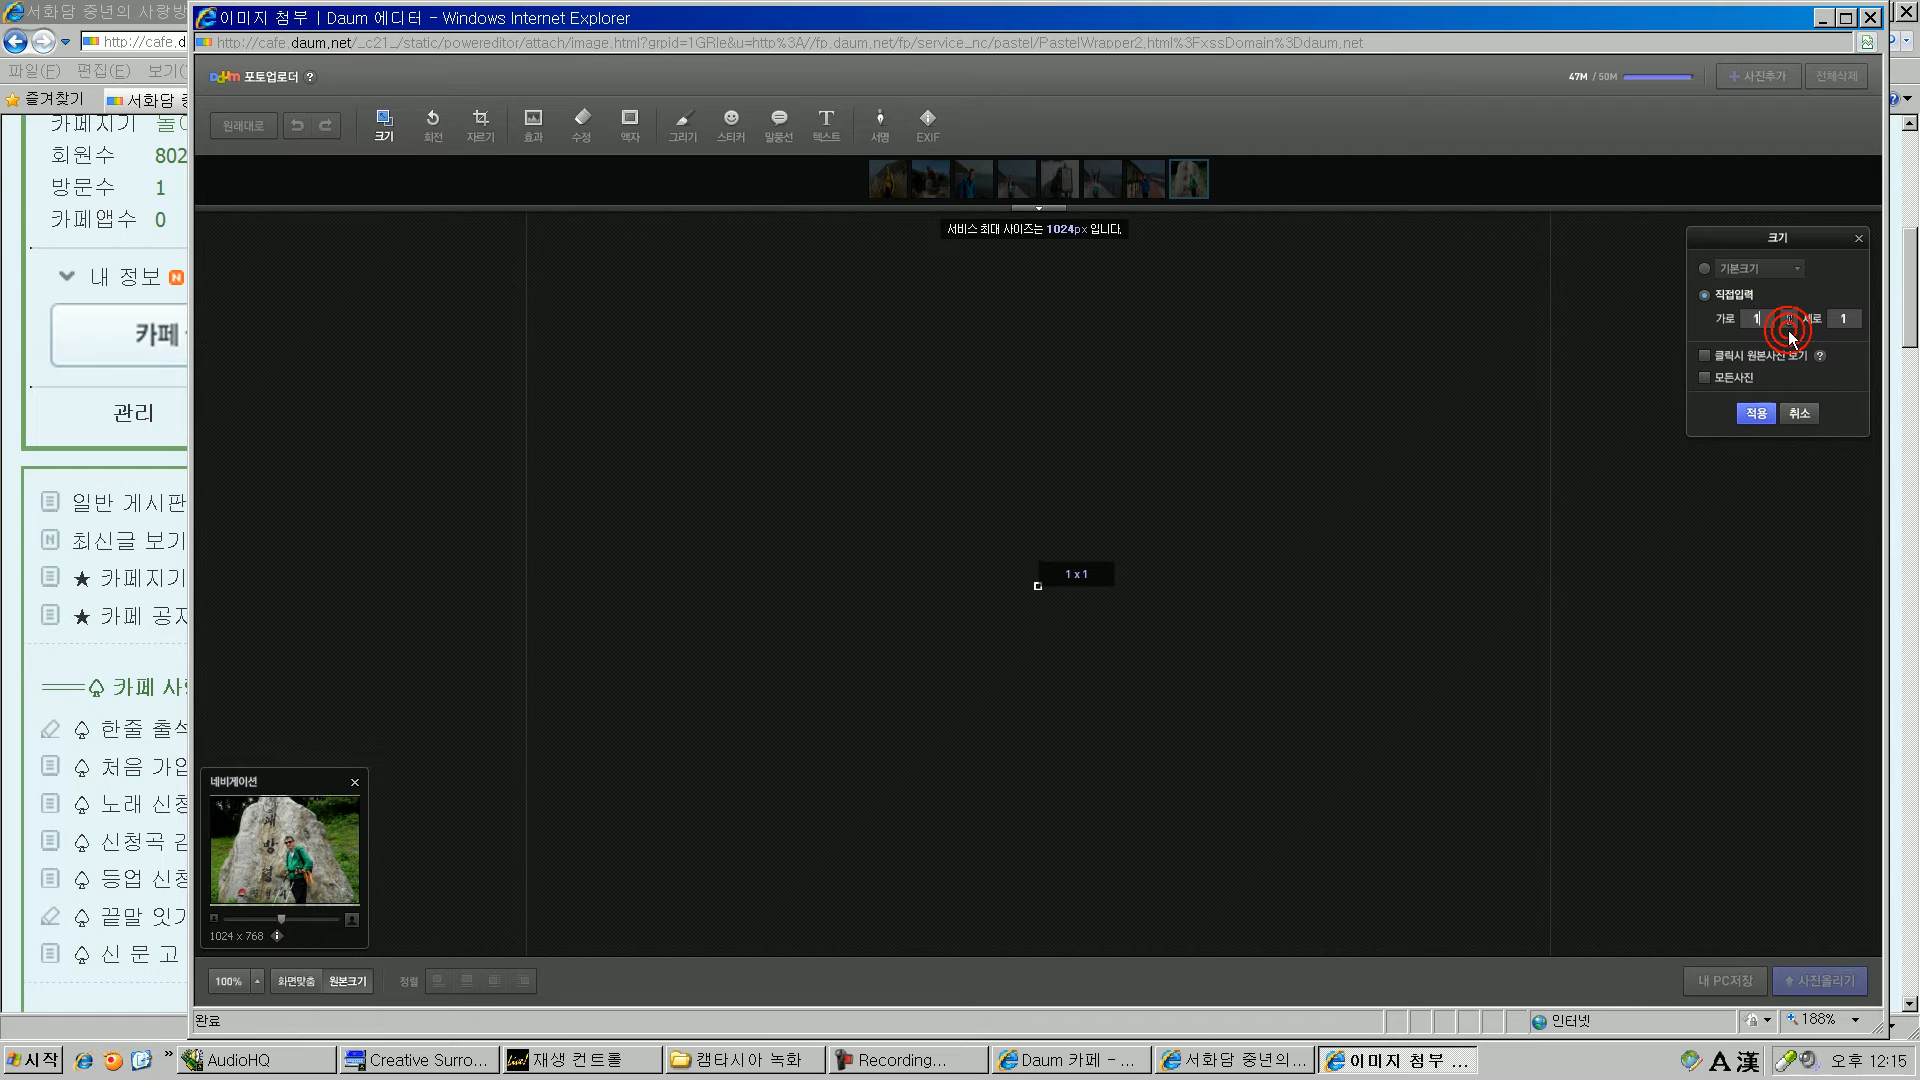 서화담 중년의 사랑방
이미지 첨부 | Daum 에디터 - Windows Internet Explorer
http://cafe.d
http://cafe.daum.net/_c21_/static/powereditor/attach/image.html?grpid=1GRle&u=http%3A//fp.daum.net/fp/service_nc/pastel/PastelWrapper2.html%3FxssDomain%3Ddaum.net
파일(F) 편집(E) 보기(
즐겨찾기 서화담 중
Daum 포토업로더 ?
47M / 50M
사진추가 전체삭제
원래대로
크기 회전 자르기 효과 수정 액자 그리기 스티커 말풍선 텍스트 서명 EXIF
카페지기
회원수 802
방문수 1
카페앱수 0
내 정보 N
카페
관리
서비스 최대 사이즈는 1024px 입니다.
크기
기본크기
직접입력
가로 1 세로 1
클릭시 원본사진 보기 ?
모든사진
적용 취소
1 x 1
일반 게시판
최신글 보기
★ 카페지기
★ 카페 공지
카페 사
한줄 출석
처음 가입
노래 신청
신청곡
등업 신청
끝말 잇기
신 문 고
네비게이션
1024 x 768
100% 화면맞춤 원본크기 정렬
내 PC저장 사진올리기
완료
인터넷
188%
시작
AudioHQ
Creative Surro...
재생 컨트롤
캠타시아 녹화
Recording...
Daum 카페 - ...
서화담 중년의...
이미지 첨부 ...
A 漢
오후 12:15